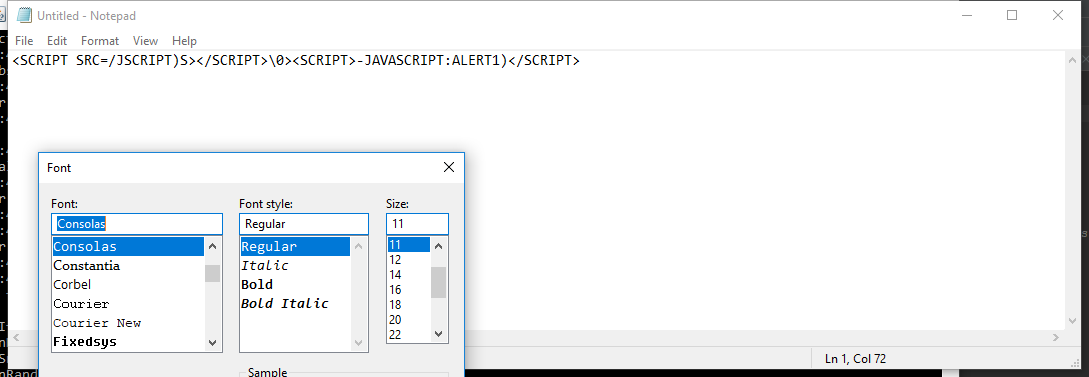 Untitled - Notepad
File Edit Format View Help
<SCRIPT SRC=/JSCRIPT)S></SCRIPT>\0><SCRIPT>-JAVASCRIPT:ALERT1)</SCRIPT>
Font
Font: Font style: Size:
Consolas Regular 11
Consolas Regular 11
Constantia Italic 12
Corbel Bold 14
Courier Bold Italic 16
Courier New 18
Fixedsys 20
22
Ln 1, Col 72
Sample